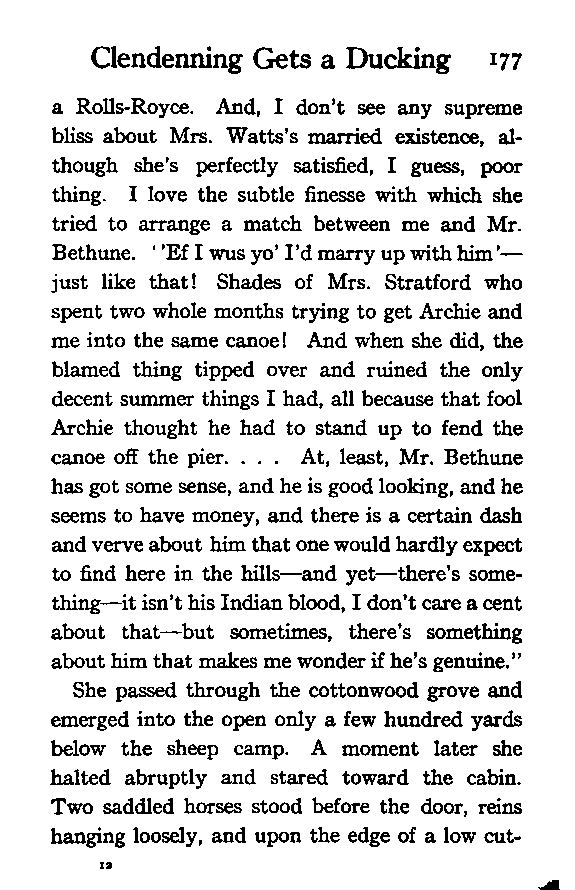 Clendenning Gets a Ducking 177
a Rolls-Royce. And, I don't see any supreme
bliss about Mrs. Watts's married existence, al-
though she's perfectly satisfied, I guess, poor
thing. I love the subtle finesse with which she
tried to arrange a match between me and Mr.
Bethune. ' 'Ef I wus yo' I'd marry up with him'—
just like that! Shades of Mrs. Stratford who
spent two whole months trying to get Archie and
me into the same canoe! And when she did, the
blamed thing tipped over and ruined the only
decent summer things I had, all because that fool
Archie thought he had to stand up to fend the
canoe off the pier. . . . At, least, Mr. Bethune
has got some sense, and he is good looking, and he
seems to have money, and there is a certain dash
and verve about him that one would hardly expect
to find here in the hills—and yet—there's some-
thing—it isn't his Indian blood, I don't care a cent
about that—but sometimes, there's something
about him that makes me wonder if he's genuine."
She passed through the cottonwood grove and
emerged into the open only a few hundred yards
below the sheep camp. A moment later she
halted abruptly and stared toward the cabin.
Two saddled horses stood before the door, reins
hanging loosely, and upon the edge of a low cut-
12